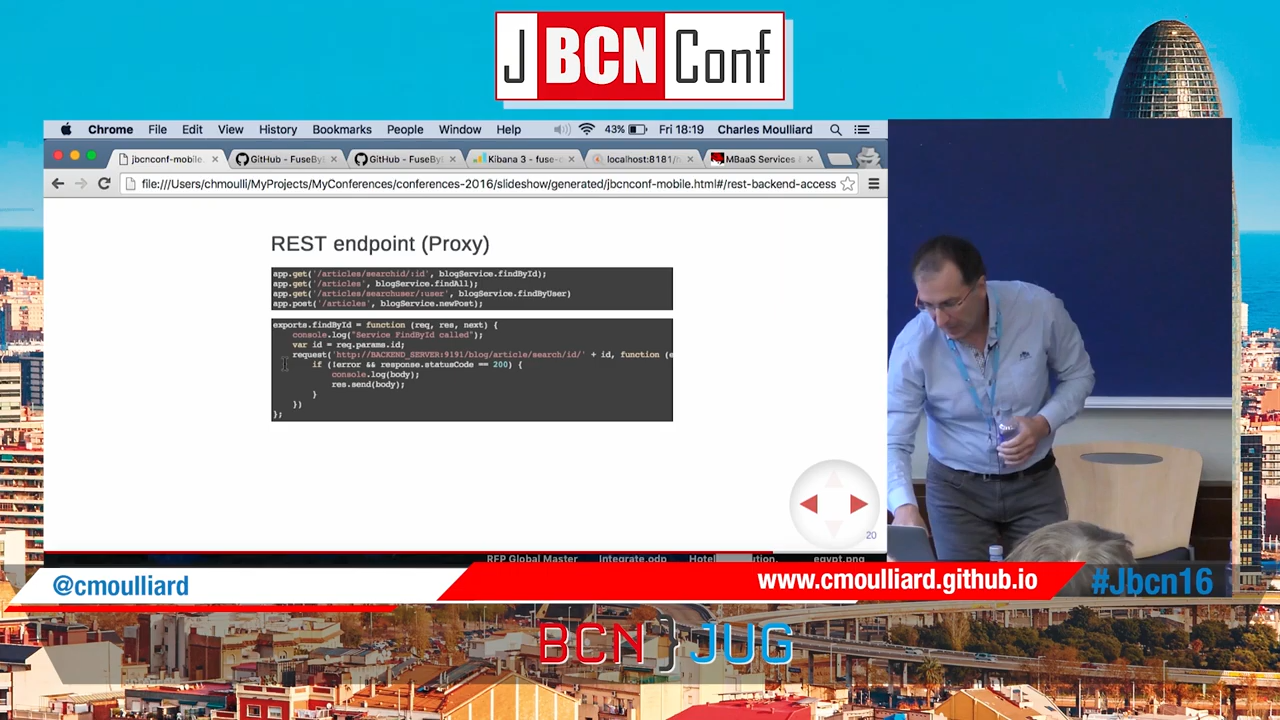 J BCN Conf
Chrome File Edit View History Bookmarks People Window Help 43% Fri 18:19 Charles Moulliard
jbcnconf-mobile. GitHub - FuseBy GitHub - FuseBy Kibana 3 - fuse- localhost:8181/ MBaaS Services
file:///Users/chmoulli/MyProjects/MyConferences/conferences-2016/slideshow/generated/jbcnconf-mobile.html#/rest-backend-access
REST endpoint (Proxy)
app.get('/articles/searchid/:id', blogService.findById);
app.get('/articles', blogService.findAll);
app.get('/articles/searchuser/:user', blogService.findByUser)
app.post('/articles', blogService.newPost);
exports.findById = function (req, res, next) {
console.log("Service FindById called");
var id = req.params.id;
request('http://BACKEND_SERVER:9191/blog/article/search/id/' + id, function (e
if (!error && response.statusCode == 200) {
console.log(body);
res.send(body);
}
})
};
20
RFP Global Master Integrate.odp Hotel ution. egypt.png
@cmoulliard
www.cmoulliard.github.io
#Jbcn16
BCN JUG